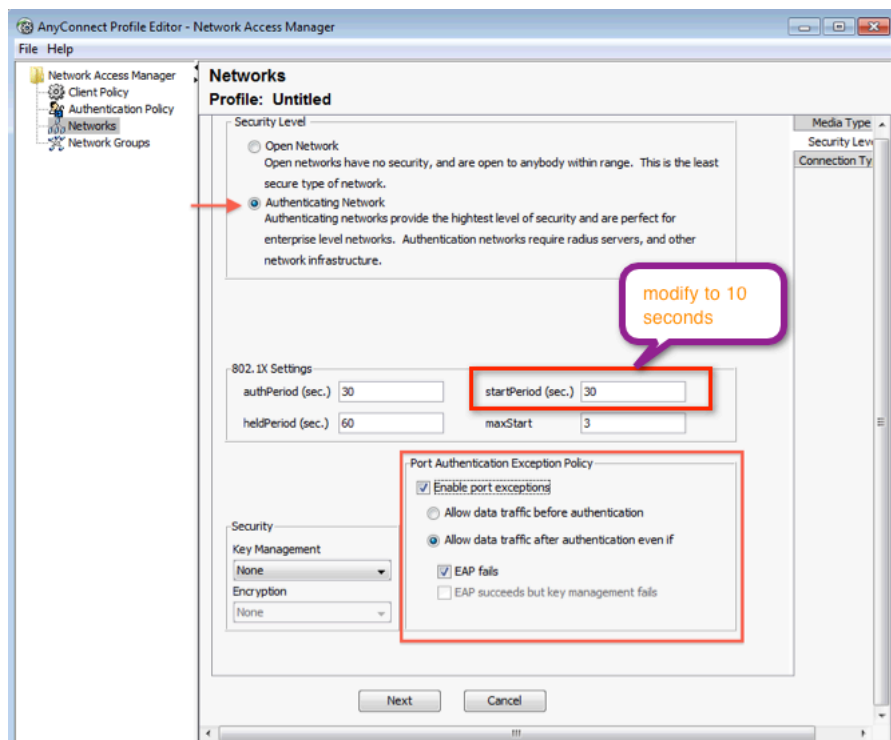 AnyConnect Profile Editor - Network Access Manager
File Help
Network Access Manager
Client Policy
Authentication Policy
Networks
Network Groups
Networks
Profile: Untitled
Media Type
Security Leve
Connection Ty
Security Level
Open Network
Open networks have no security, and are open to anybody within range. This is the least
secure type of network.
Authenticating Network
Authenticating networks provide the hightest level of security and are perfect for
enterprise level networks. Authentication networks require radius servers, and other
network infrastructure.
modify to 10
seconds
802.1X Settings
authPeriod (sec.) 30
startPeriod (sec.) 30
heldPeriod (sec.) 60
maxStart 3
Port Authentication Exception Policy
Enable port exceptions
Allow data traffic before authentication
Allow data traffic after authentication even if
EAP fails
EAP succeeds but key management fails
Security
Key Management
None
Encryption
None
Next Cancel